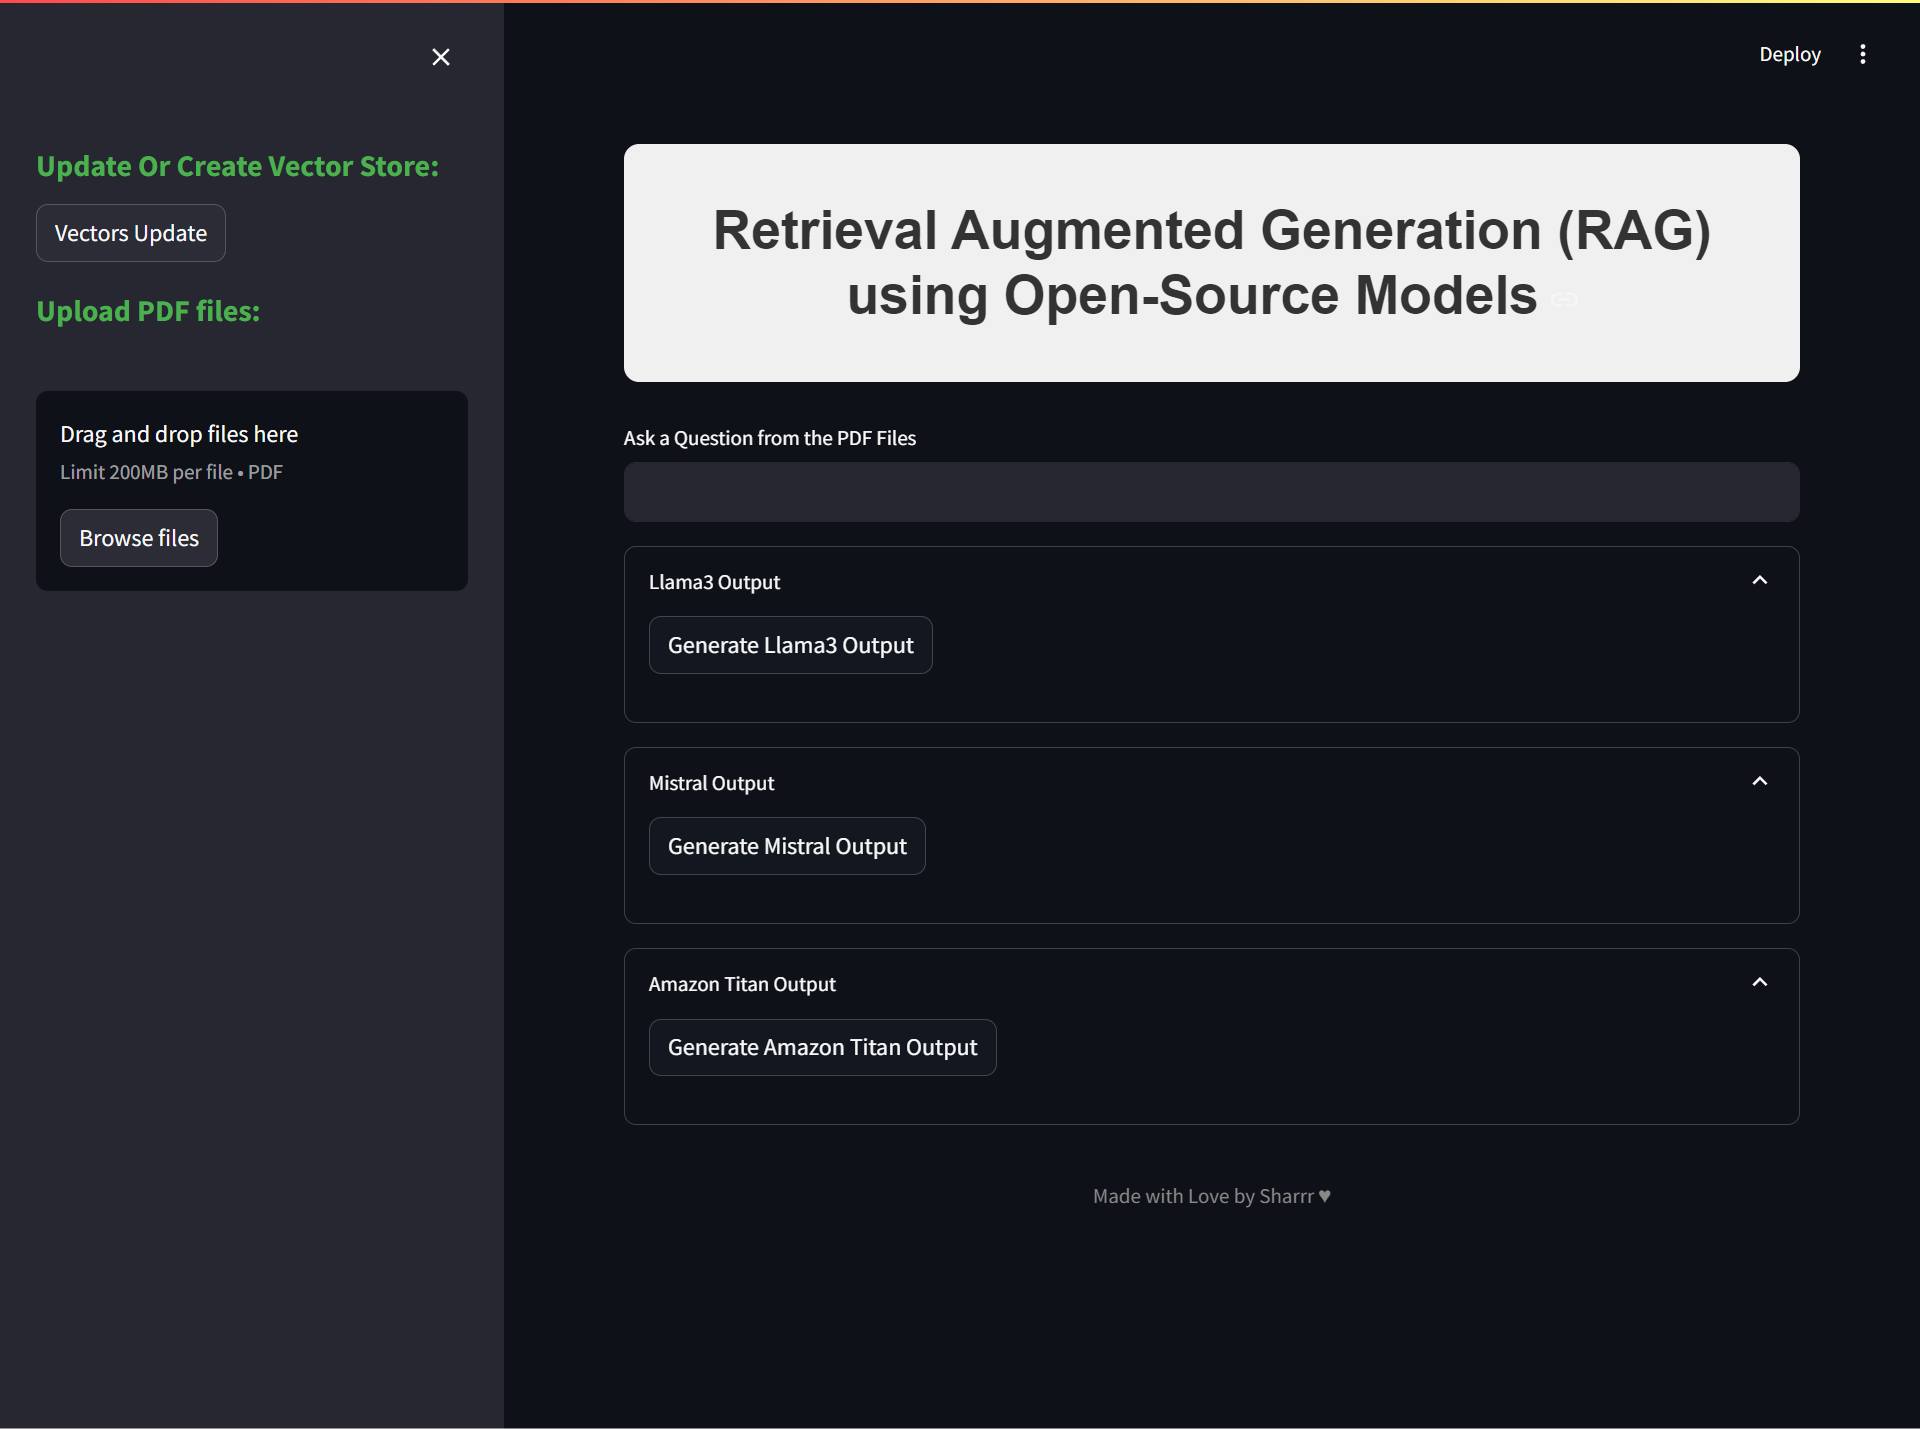 Deploy
Update Or Create Vector Store:
Vectors Update
Upload PDF files:
Drag and drop files here
Limit 200MB per file • PDF
Browse files
Retrieval Augmented Generation (RAG)
using Open-Source Models
Ask a Question from the PDF Files
Llama3 Output
Generate Llama3 Output
Mistral Output
Generate Mistral Output
Amazon Titan Output
Generate Amazon Titan Output
Made with Love by Sharrr ♥